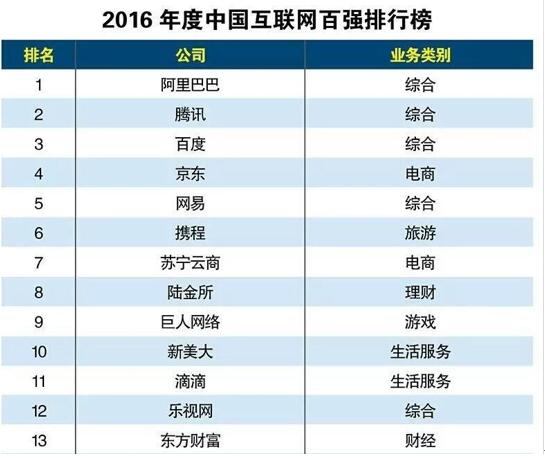 2016 年度中国互联网百强排行榜
排名 公司 业务类别
1 阿里巴巴 综合
2 腾讯 综合
3 百度 综合
4 京东 电商
5 网易 综合
6 携程 旅游
7 苏宁云商 电商
8 陆金所 理财
9 巨人网络 游戏
10 新美大 生活服务
11 滴滴 生活服务
12 乐视网 综合
13 东方财富 财经